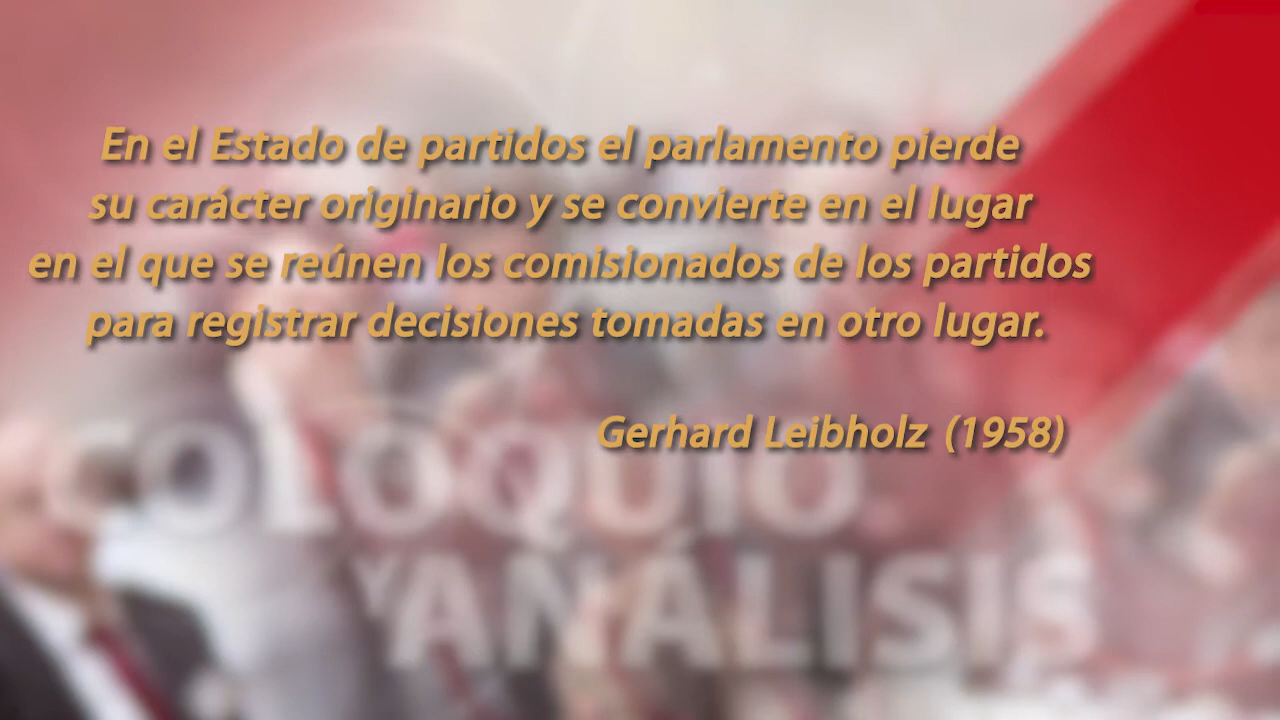 En el Estado de partidos el parlamento pierde
su carácter originario y se convierte en el lugar
en el que se reúnen los comisionados de los partidos
para registrar decisiones tomadas en otro lugar.
Gerhard Leibholz (1958)
COLOQUIO
Y ANÁLISIS